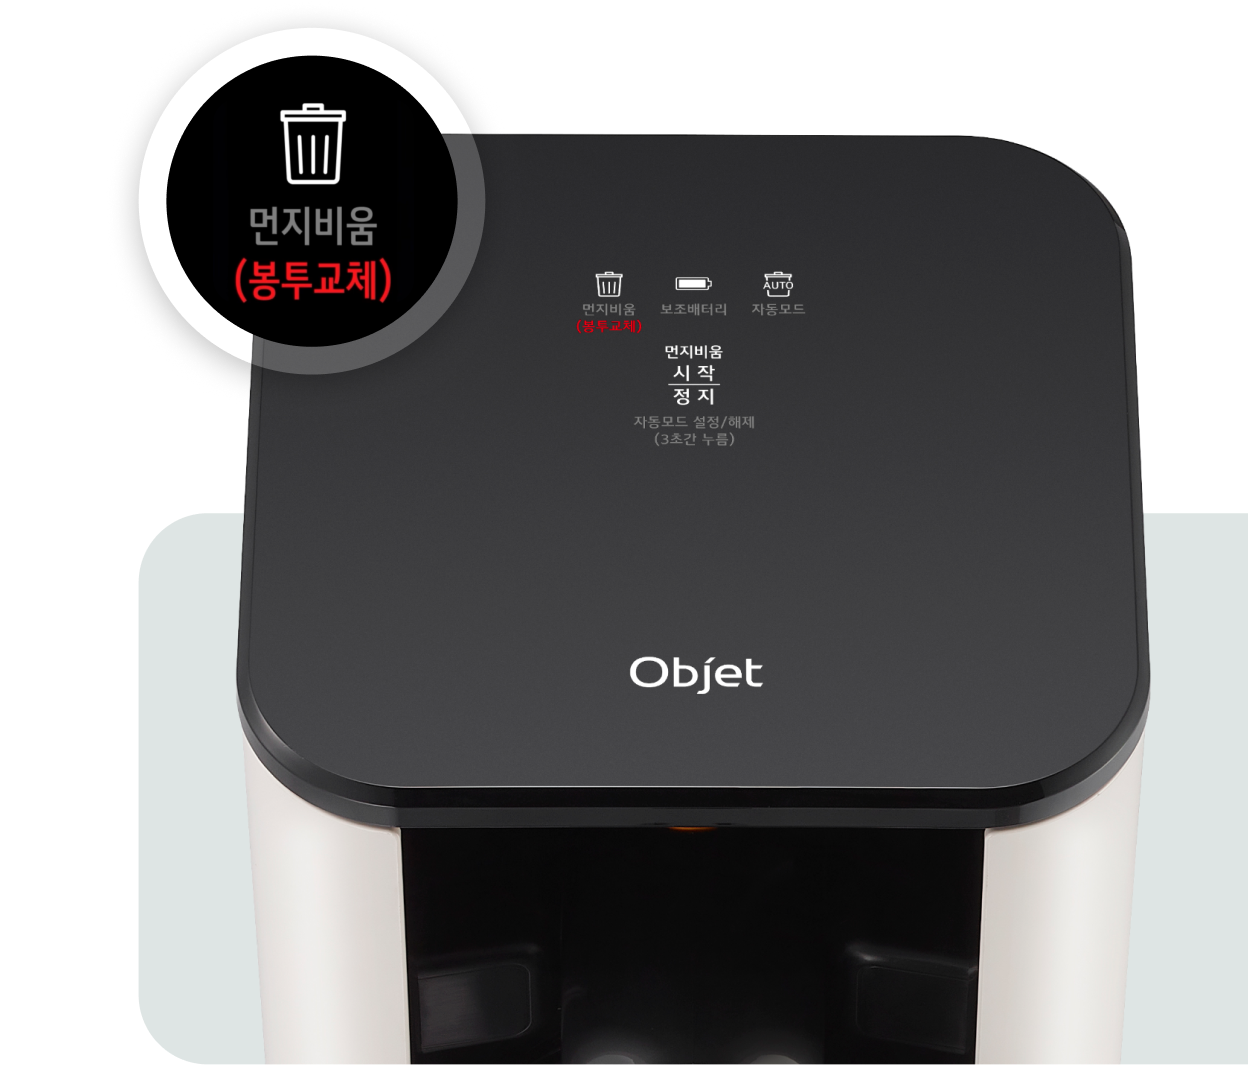 먼지비움
(봉투교체)
먼지비움
(봉투교체)
보조배터리
AUTO
자동모드
먼지비움
시 작
정 지
자동모드 설정/해제
(3초간 누름)
Objet